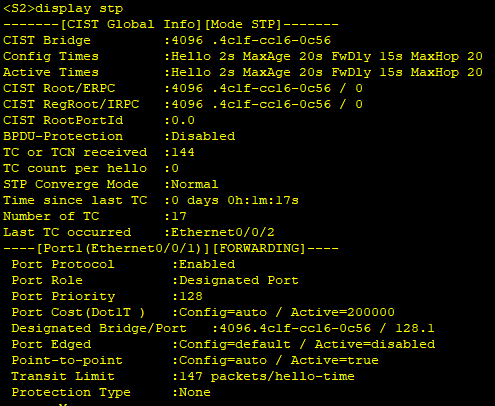 <S2>display stp
-------[CIST Global Info][Mode STP]-------
CIST Bridge         :4096 .4c1f-cc16-0c56
Config Times        :Hello 2s MaxAge 20s FwDly 15s MaxHop 20
Active Times        :Hello 2s MaxAge 20s FwDly 15s MaxHop 20
CIST Root/ERPC      :4096 .4c1f-cc16-0c56 / 0
CIST RegRoot/IRPC   :4096 .4c1f-cc16-0c56 / 0
CIST RootPortId     :0.0
BPDU-Protection     :Disabled
TC or TCN received  :144
TC count per hello  :0
STP Converge Mode   :Normal
Time since last TC  :0 days 0h:1m:17s
Number of TC        :17
Last TC occurred    :Ethernet0/0/2
----[Port1(Ethernet0/0/1)][FORWARDING]----
 Port Protocol       :Enabled
 Port Role           :Designated Port
 Port Priority       :128
 Port Cost(Dot1T )   :Config=auto / Active=200000
 Designated Bridge/Port   :4096.4c1f-cc16-0c56 / 128.1
 Port Edged          :Config=default / Active=disabled
 Point-to-point      :Config=auto / Active=true
 Transit Limit       :147 packets/hello-time
 Protection Type     :None